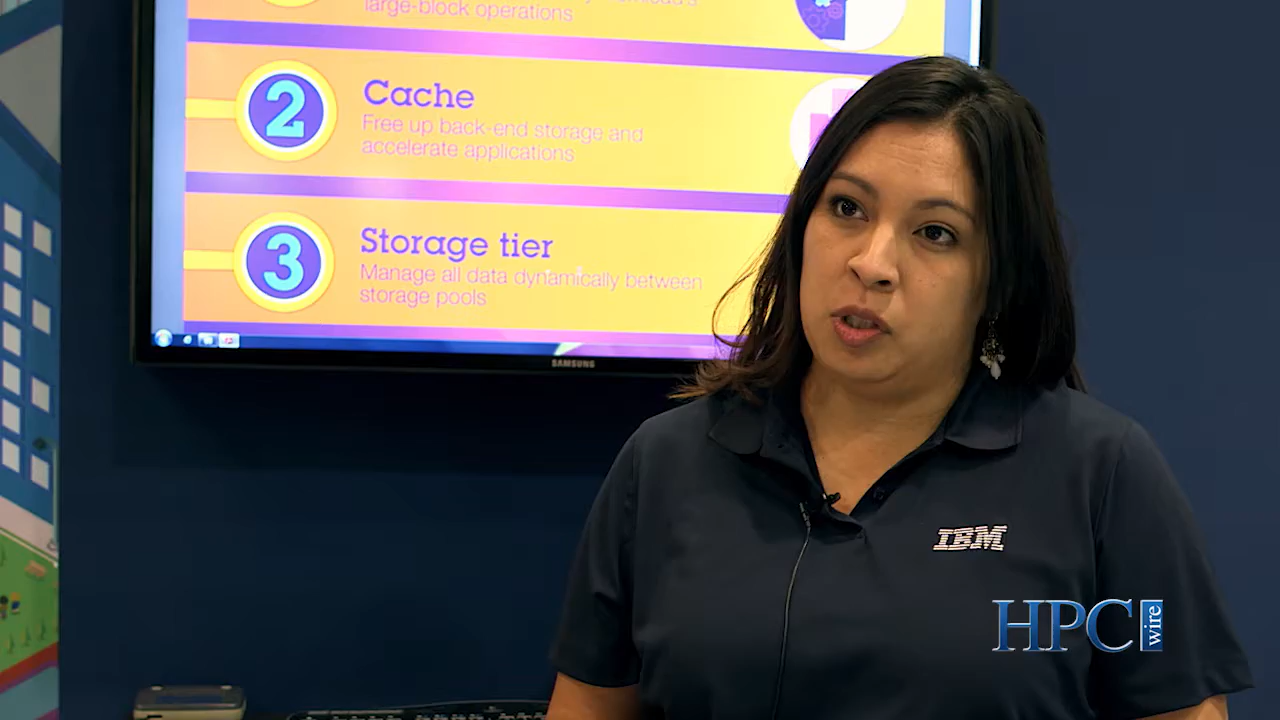 large-block operations
2
Cache
Free up back-end storage and
accelerate applications
3
Storage tier
Manage all data dynamically between
storage pools
SAMSUNG
IBM
HPC
wire